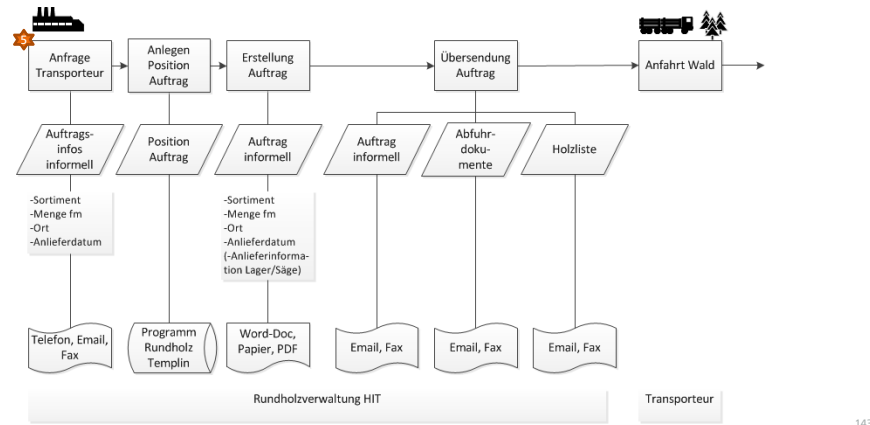 5
Anfrage
Transporteur
Anlegen
Position
Auftrag
Erstellung
Auftrag
Übersendung
Auftrag
Anfahrt Wald
Auftrags-
infos
informell
Position
Auftrag
Auftrag
informell
Auftrag
informell
Abfuhr-
doku-
mente
Holzliste
-Sortiment
-Menge fm
-Ort
-Anlieferdatum
-Sortiment
-Menge fm
-Ort
-Anlieferdatum
(-Anlieferinforma-
tion Lager/Säge)
Telefon, Email,
Fax
Programm
Rundholz
Templin
Word-Doc,
Papier, PDF
Email, Fax
Email, Fax
Email, Fax
Rundholzverwaltung HIT
Transporteur
143